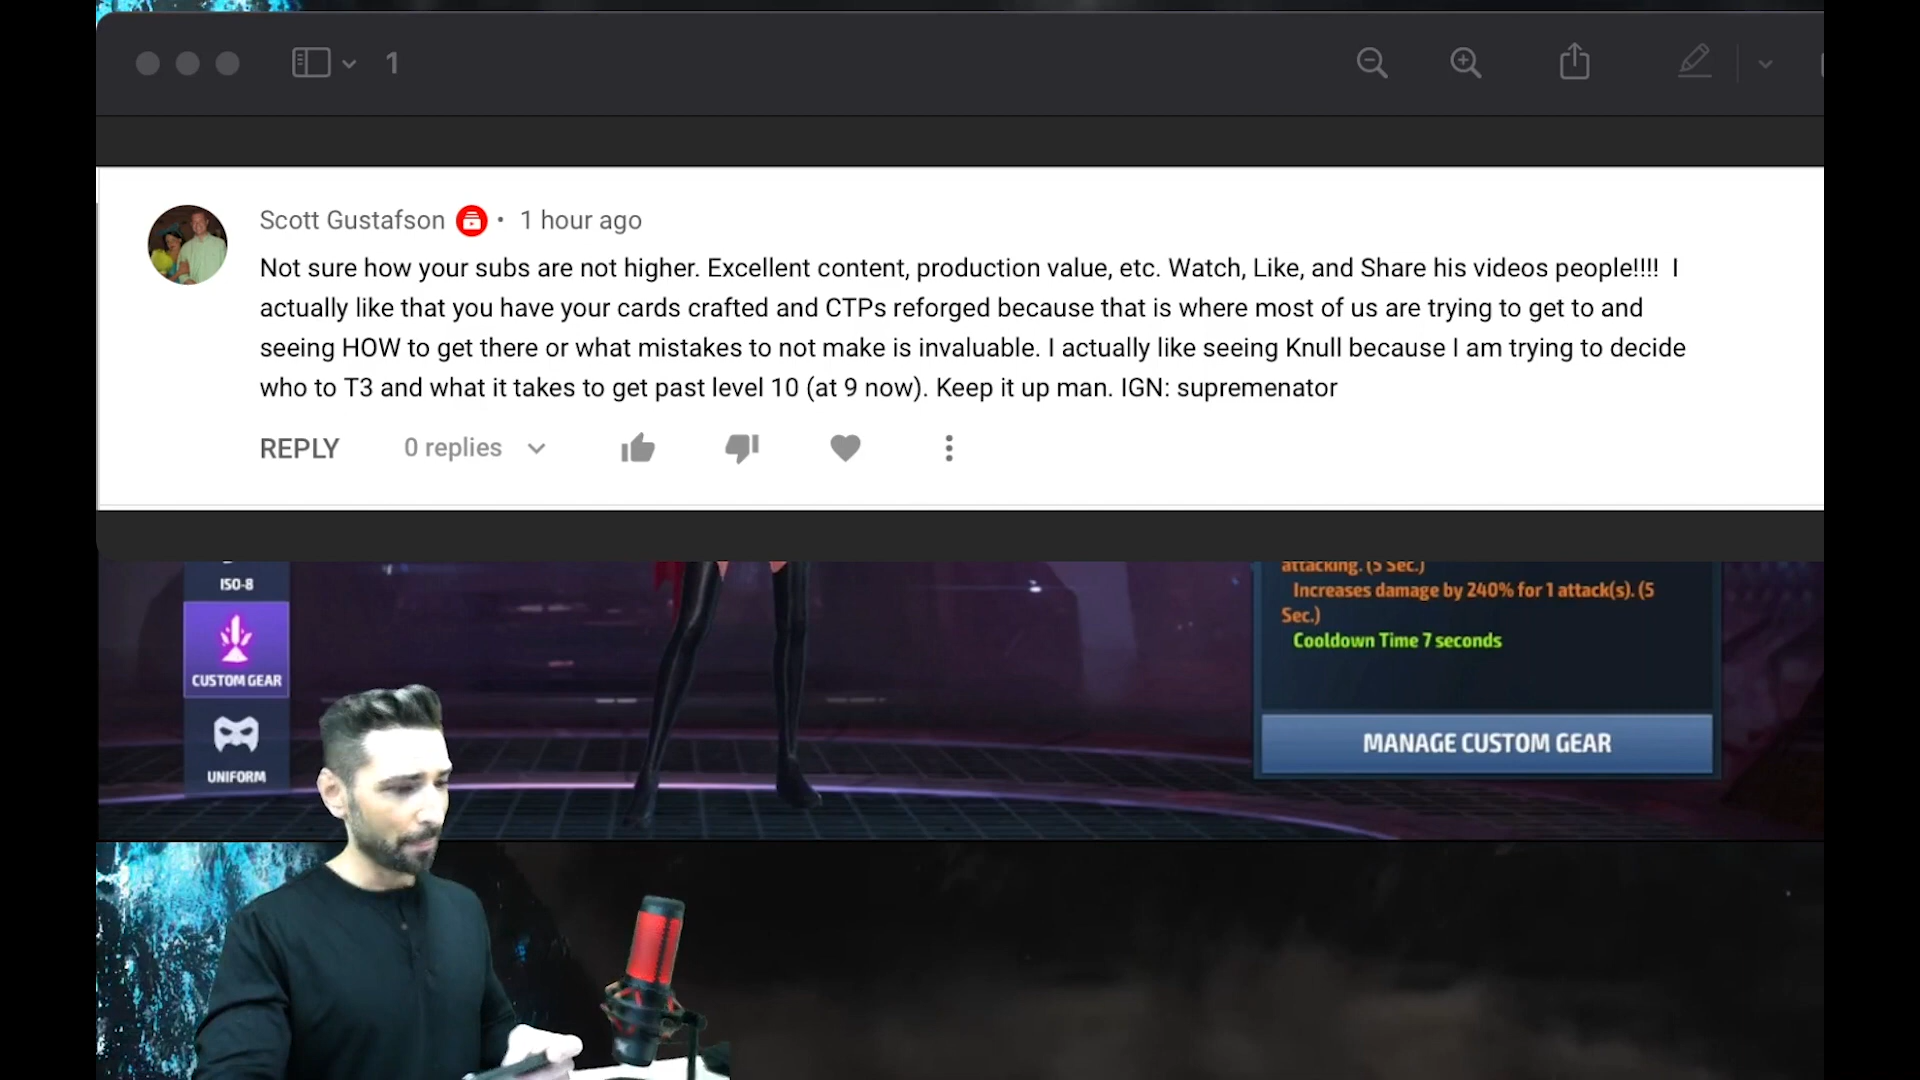 1
Scott Gustafson • 1 hour ago
Not sure how your subs are not higher. Excellent content, production value, etc. Watch, Like, and Share his videos people!!!! I
actually like that you have your cards crafted and CTPs reforged because that is where most of us are trying to get to and
seeing HOW to get there or what mistakes to not make is invaluable. I actually like seeing Knull because I am trying to decide
who to T3 and what it takes to get past level 10 (at 9 now). Keep it up man. IGN: supremenator
REPLY 0 replies
ISO-8
CUSTOM GEAR
UNIFORM
attacking. (5 Sec.)
Increases damage by 240% for 1 attack(s). (5
Sec.)
Cooldown Time 7 seconds
MANAGE CUSTOM GEAR